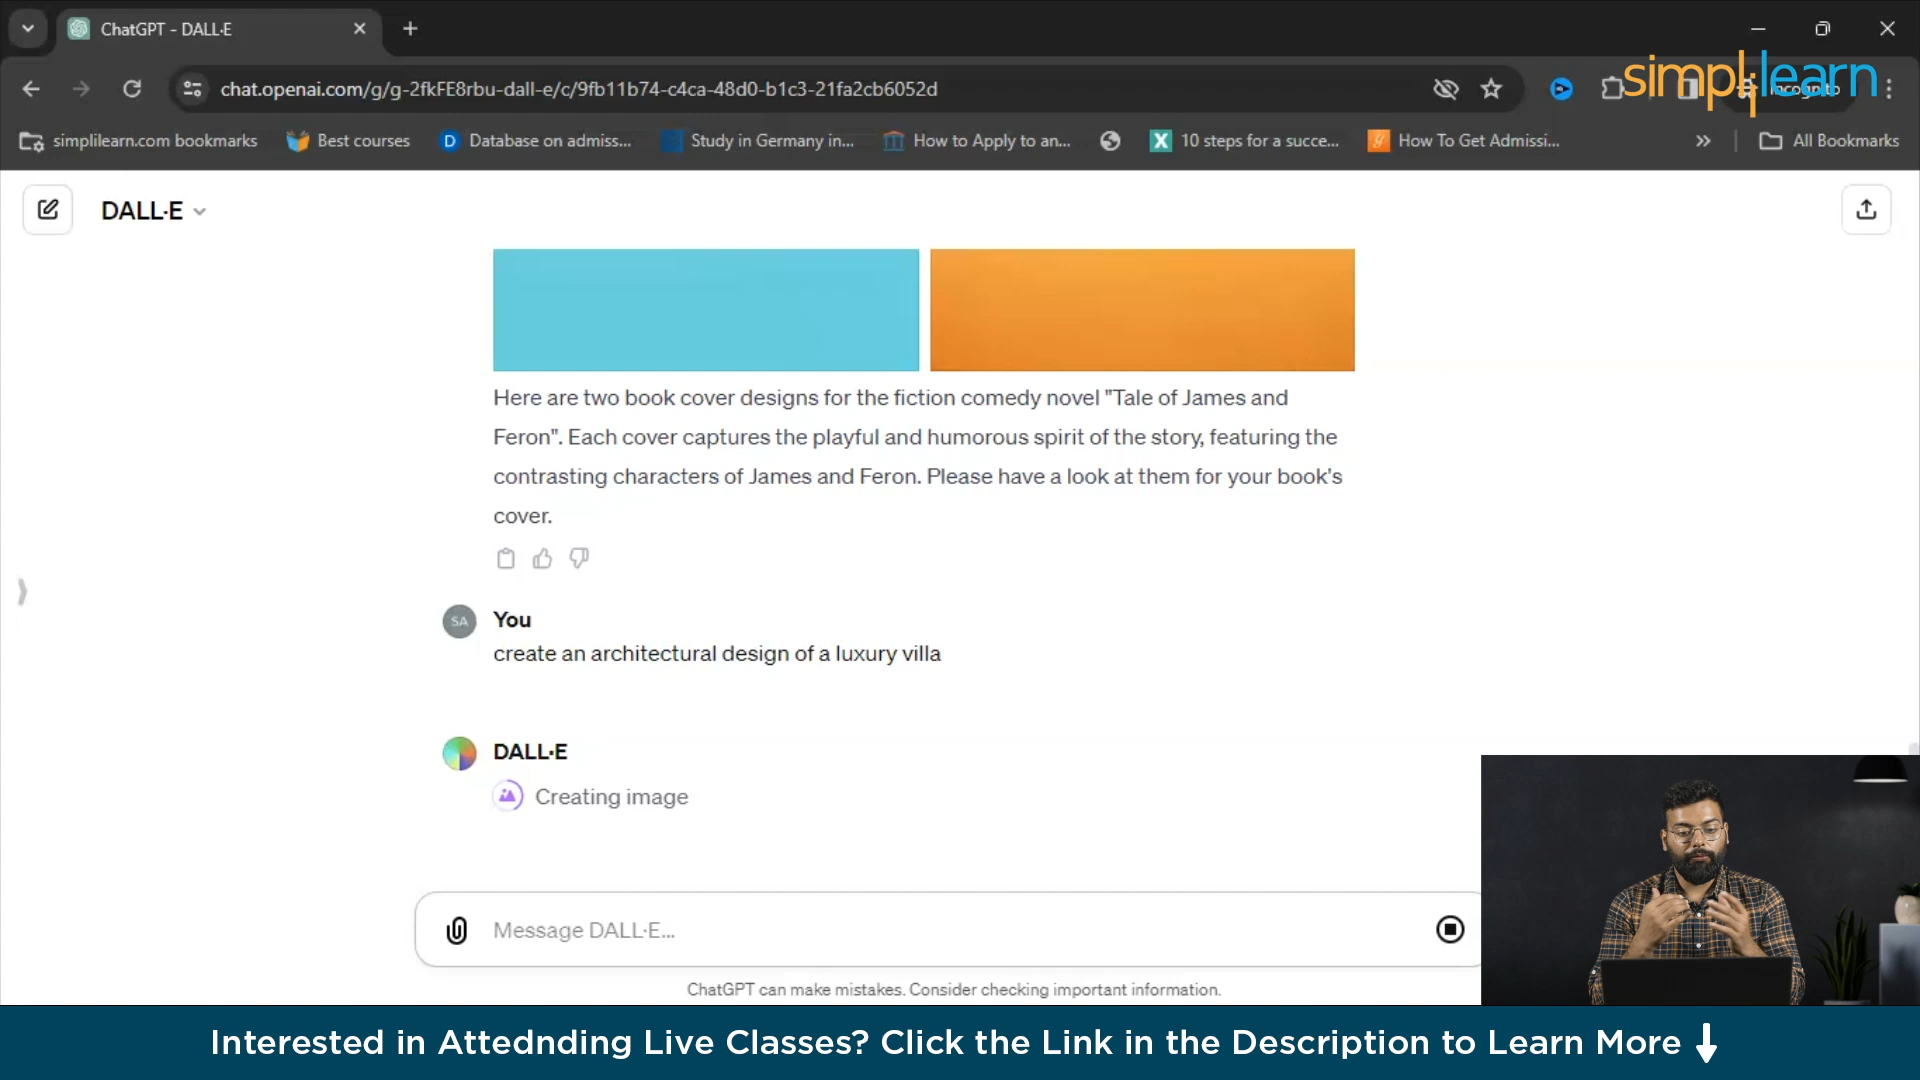 ChatGPT - DALL·E
simplilearn
chat.openai.com/g/g-2fkFE8rbu-dall-e/c/9fb11b74-c4ca-48d0-b1c3-21fa2cb6052d
Incognito
simplilearn.com bookmarks
Best courses
Database on admiss...
Study in Germany in...
How to Apply to an...
10 steps for a succe...
How To Get Admissi...
All Bookmarks
DALL·E
Here are two book cover designs for the fiction comedy novel "Tale of James and
Feron". Each cover captures the playful and humorous spirit of the story, featuring the
contrasting characters of James and Feron. Please have a look at them for your book's
cover.
SA
You
create an architectural design of a luxury villa
DALL·E
Creating image
Message DALL·E...
ChatGPT can make mistakes. Consider checking important information.
Interested in Attednding Live Classes? Click the Link in the Description to Learn More